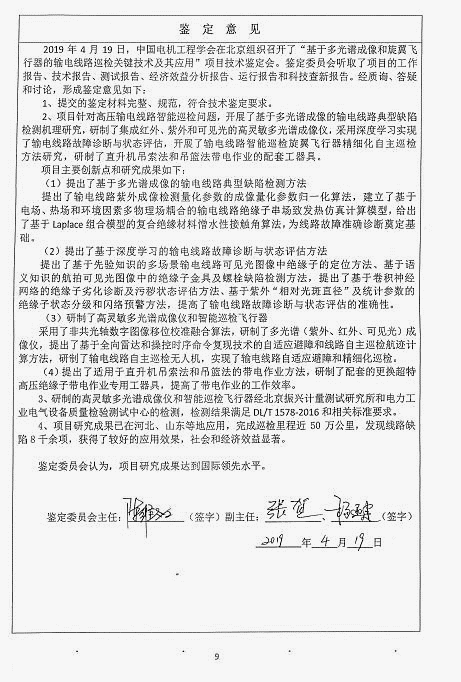 鉴定意见
2019 年 4 月 19 日，中国电机工程学会在北京组织召开了“基于多光谱成像和旋翼飞
行器的输电线路巡检关键技术及其应用”项目技术鉴定会。鉴定委员会听取了项目的工作
报告、技术报告、测试报告、经济效益分析报告、运行报告和科技查新报告。经质询、答疑
和讨论，形成鉴定意见如下：
1、提交的鉴定材料完整、规范，符合技术鉴定要求。
2、项目针对高压输电线路智能巡检问题，开展了基于多光谱成像的输电线路典型缺陷
检测机理研究，研制了集成红外、紫外和可见光的高灵敏多光谱成像仪，采用深度学习实现
了输电线路故障诊断与状态评估，开展了输电线路智能巡检旋翼飞行器精细化自主巡检
方法研究，研制了直升机吊索法和吊篮法带电作业的配套工器具。
项目主要创新点和研究成果如下：
（1）提出了基于多光谱成像的输电线路典型缺陷检测方法
提出了输电线路紫外成像检测量化参数的成像量化参数归一化算法，建立了基于
电场、热场和环境因素多物理场耦合的输电线路绝缘子串场致发热仿真计算模型，给出
了基于 Laplace 组合模型的复合绝缘材料憎水性接触角算法，为线路故障准确诊断奠定基
础。
（2）提出了基于深度学习的输电线路故障诊断与状态评估方法
提出了基于先验知识的多场景输电线路可见光图像中绝缘子的定位方法、基于语
义知识的航拍可见光图像中的绝缘子金具及螺栓缺陷检测方法，提出了基于卷积神经
网络的绝缘子劣化诊断及污秽状态评估方法、基于紫外“相对光斑直径”及统计参数的
绝缘子状态分级和闪络预警方法，提高了输电线路故障诊断与状态评估的准确性。
（3）研制了高灵敏多光谱成像仪和智能巡检飞行器
采用了非共光轴数字图像移位校准融合算法，研制了多光谱（紫外、红外、可见光）成
像仪，提出了基于全向雷达和操控时序命令复现技术的自适应避障和线路自主巡检航迹计
算方法，研制了输电线路自主巡检无人机，实现了输电线路自适应避障和精细化巡检。
（4）提出了适用于直升机吊索法和吊篮法的带电作业方法，研制了配套的更换超特
高压绝缘子带电作业专用工器具，提高了带电作业的工作效率。
3、研制的高灵敏多光谱成像仪和智能巡检飞行器经北京振兴计量测试研究所和电力工
业电气设备质量检验测试中心的检测，检测结果满足 DL/T 1578-2016 和相关标准要求。
4、项目研究成果已在河北、山东等地应用，完成巡检里程近 50 万公里，发现线路缺
陷 8 千余项，获得了较好的应用效果，社会和经济效益显著。
鉴定委员会认为，项目研究成果达到国际领先水平。
鉴定委员会主任：（签字）副主任：、（签字）
2019 年 4 月 19 日
9